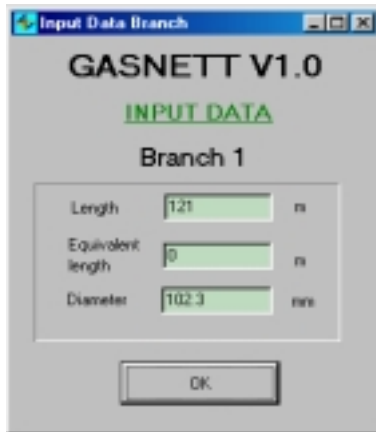 Input Data Branch
GASNETT V1.0
INPUT DATA
Branch 1
Length 121 m
Equivalent
length 0 m
Diameter 102.3 mm
OK